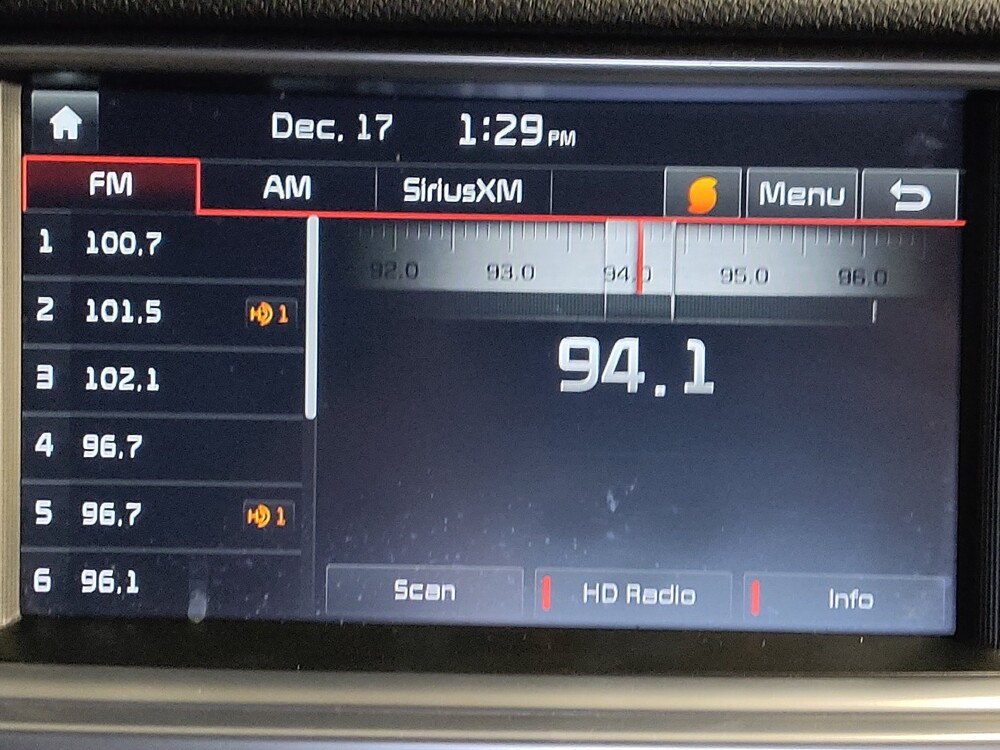 Dec. 17 1:29 PM
FM AM SiriusXM Menu
1 100.7
2 101.5 HD 1
3 102.1
4 96.7
5 96.7 HD 1
6 96.1
92.0 93.0 94.0 95.0 96.0
94.1
Scan HD Radio Info